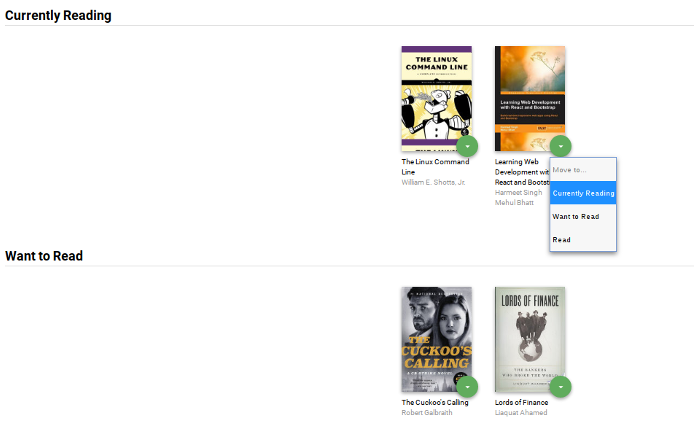 Currently Reading
THE LINUX
COMMAND LINE
The Linux Command
Line
William E. Shotts, Jr.
Learning Web Development
with React and Bootstrap
Learning Web
Development wit
React and Bootst
Harmeet Singh
Mehul Bhatt
Move to...
Currently Reading
Want to Read
Read
Want to Read
THE
CUCKOO'S
CALLING
The Cuckoo's Calling
Robert Galbraith
LORDS OF FINANCE
THE BANKERS
WHO BROKE THE WORLD
Lords of Finance
Liaquat Ahamed